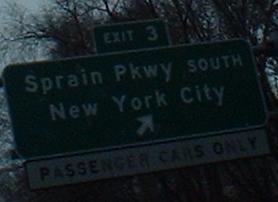 EXIT 3
Sprain Pkwy SOUTH
New York City
PASSENGER CARS ONLY